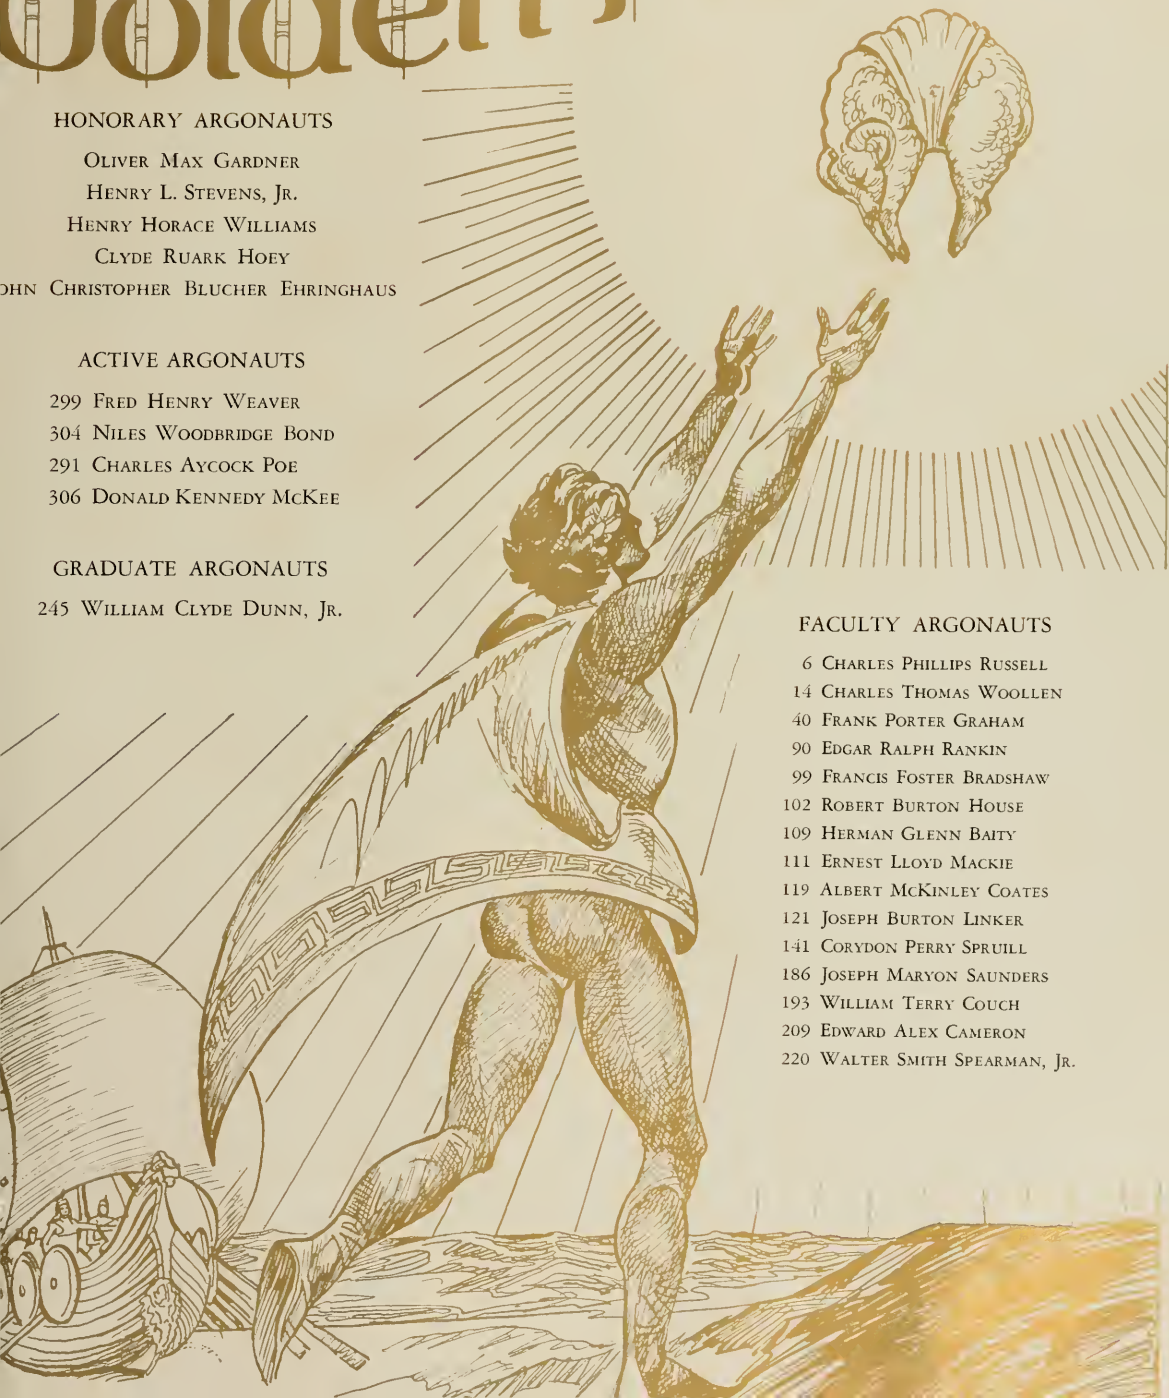 Golden
HONORARY ARGONAUTS
OLIVER MAX GARDNER
HENRY L. STEVENS, JR.
HENRY HORACE WILLIAMS
CLYDE RUARK HOEY
OHN CHRISTOPHER BLUCHER EHRINGHAUS
ACTIVE ARGONAUTS
299 FRED HENRY WEAVER
304 NILES WOODBRIDGE BOND
291 CHARLES AYCOCK POE
306 DONALD KENNEDY MCKEE
GRADUATE ARGONAUTS
245 WILLIAM CLYDE DUNN, JR.
FACULTY ARGONAUTS
6 CHARLES PHILLIPS RUSSELL
14 CHARLES THOMAS WOOLLEN
40 FRANK PORTER GRAHAM
90 EDGAR RALPH RANKIN
99 FRANCIS FOSTER BRADSHAW
102 ROBERT BURTON HOUSE
109 HERMAN GLENN BAITY
111 ERNEST LLOYD MACKIE
119 ALBERT MCKINLEY COATES
121 JOSEPH BURTON LINKER
141 CORYDON PERRY SPRUILL
186 JOSEPH MARYON SAUNDERS
193 WILLIAM TERRY COUCH
209 EDWARD ALEX CAMERON
220 WALTER SMITH SPEARMAN, JR.